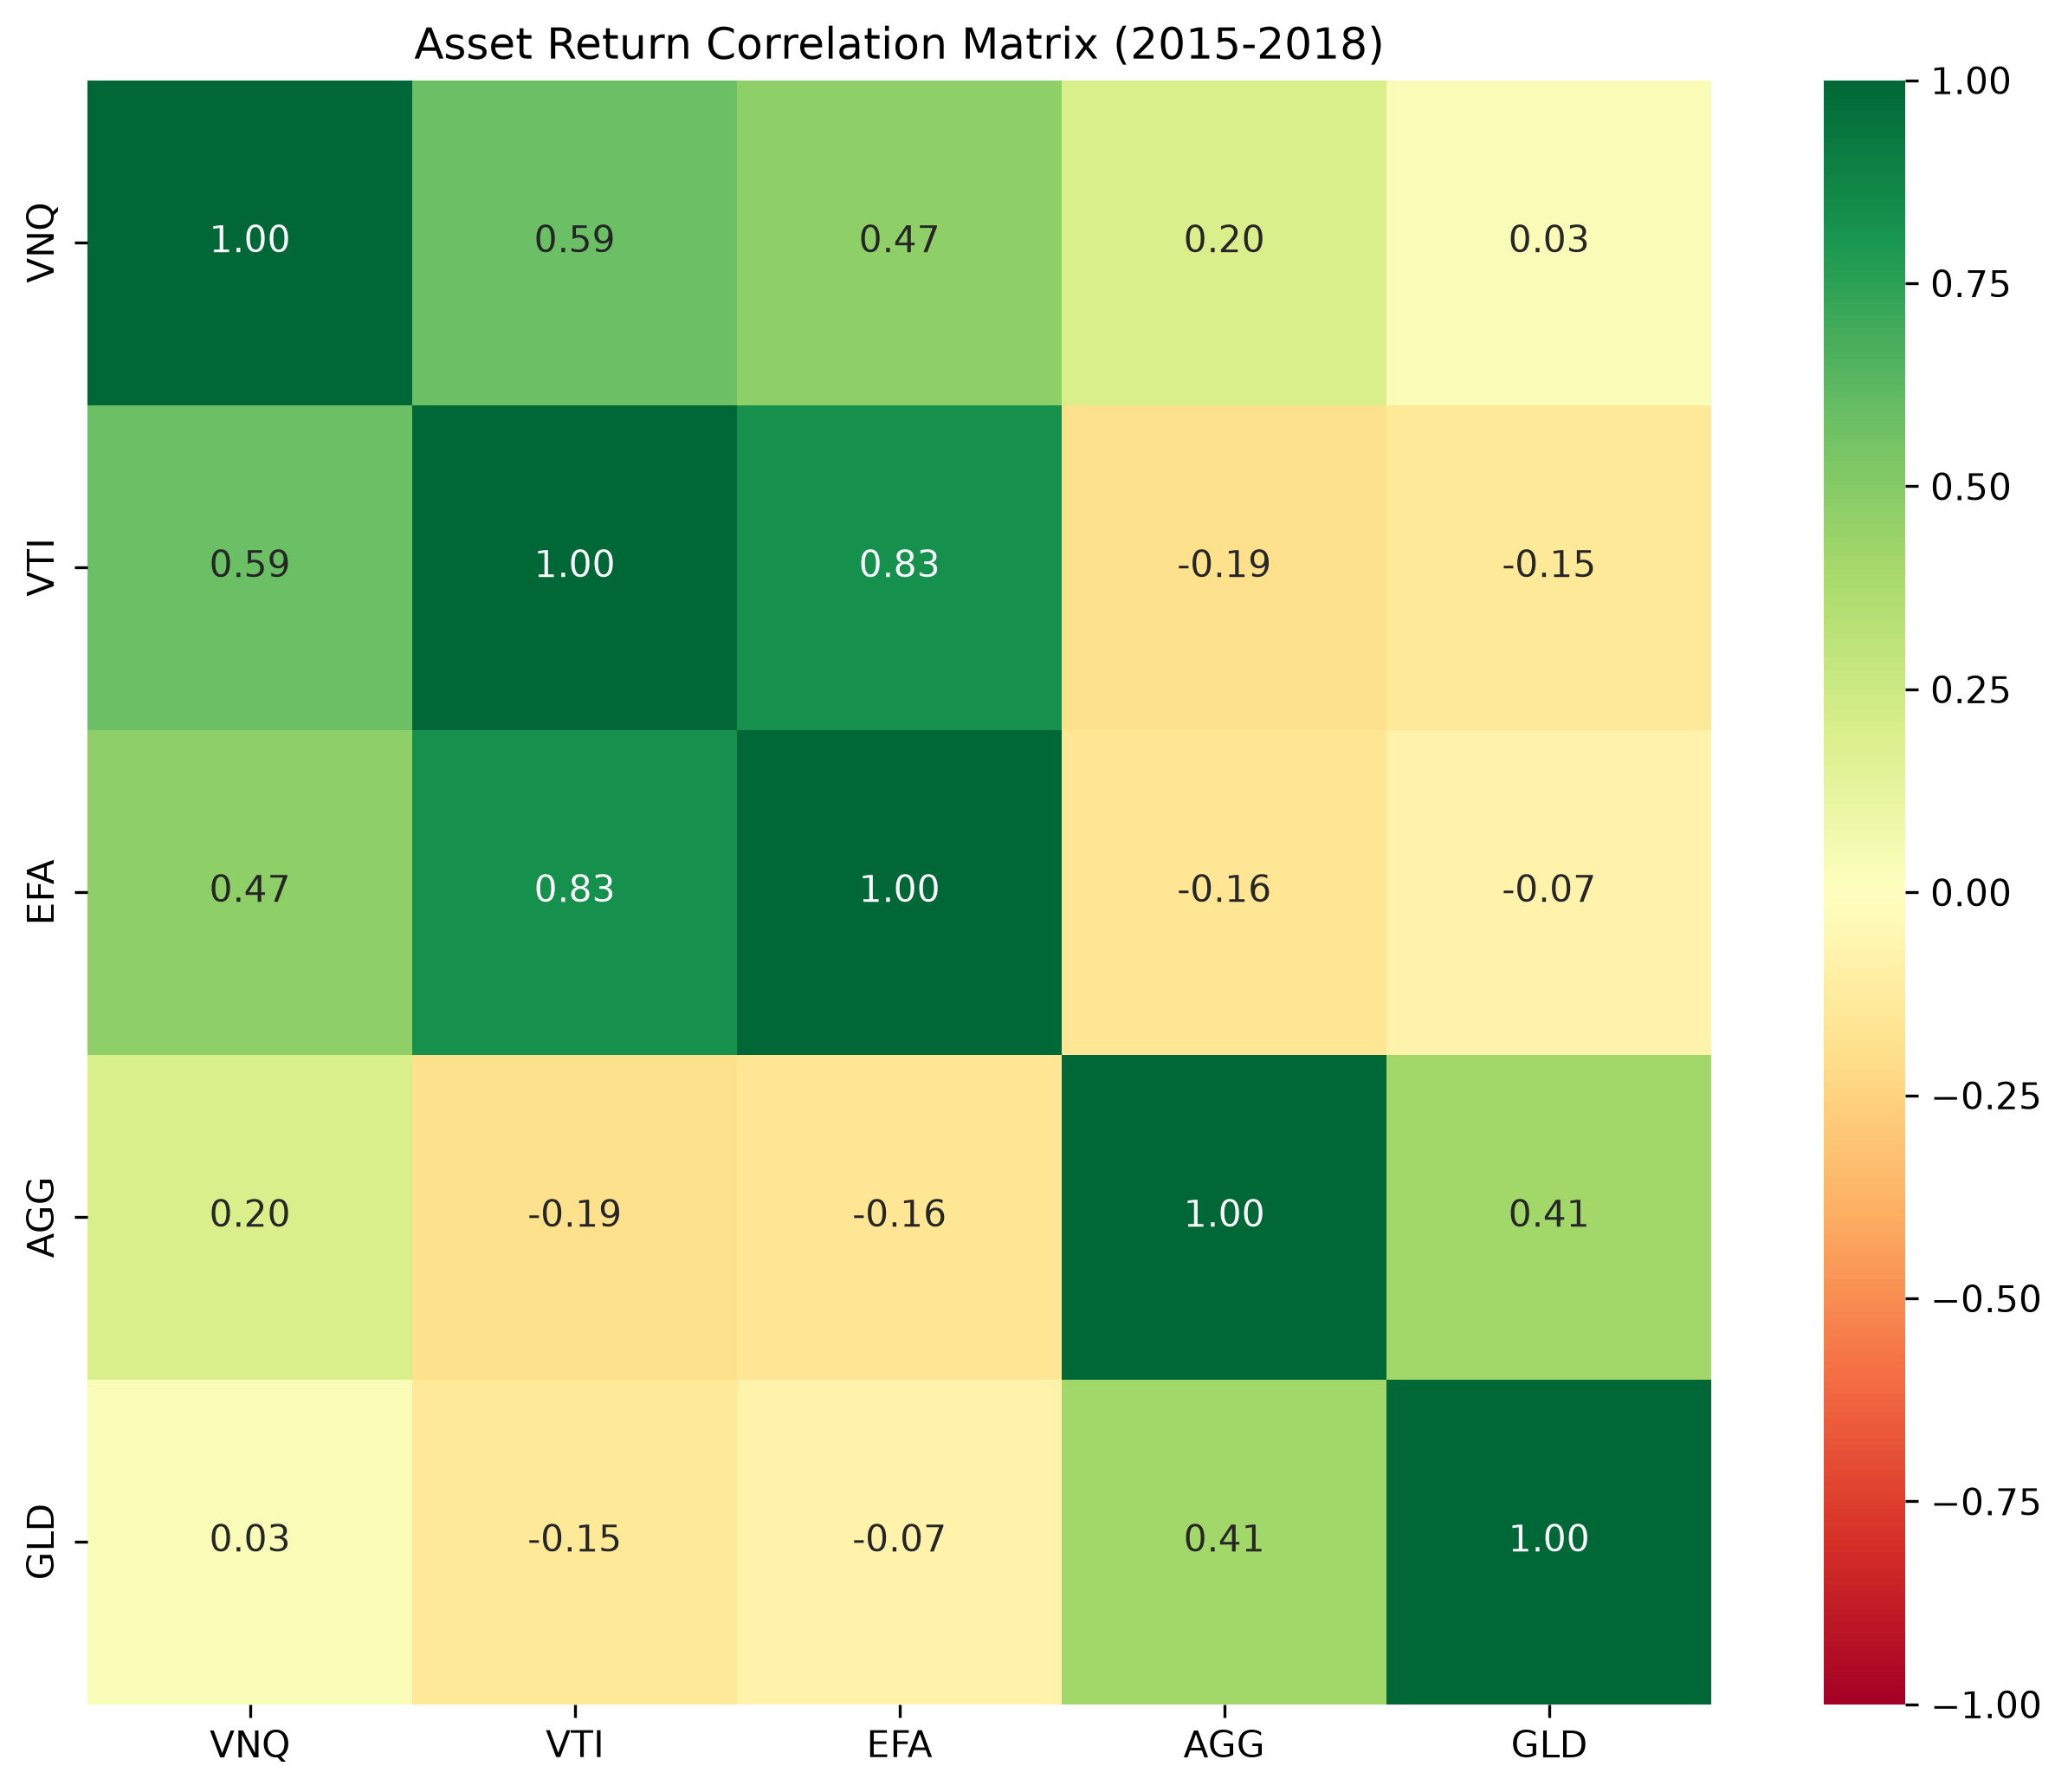 Asset Return Correlation Matrix (2015-2018)
VNQ 1.00 0.59 0.47 0.20 0.03
VTI 0.59 1.00 0.83 -0.19 -0.15
EFA 0.47 0.83 1.00 -0.16 -0.07
AGG 0.20 -0.19 -0.16 1.00 0.41
GLD 0.03 -0.15 -0.07 0.41 1.00
VNQ VTI EFA AGG GLD
1.00
0.75
0.50
0.25
0.00
−0.25
−0.50
−0.75
−1.00